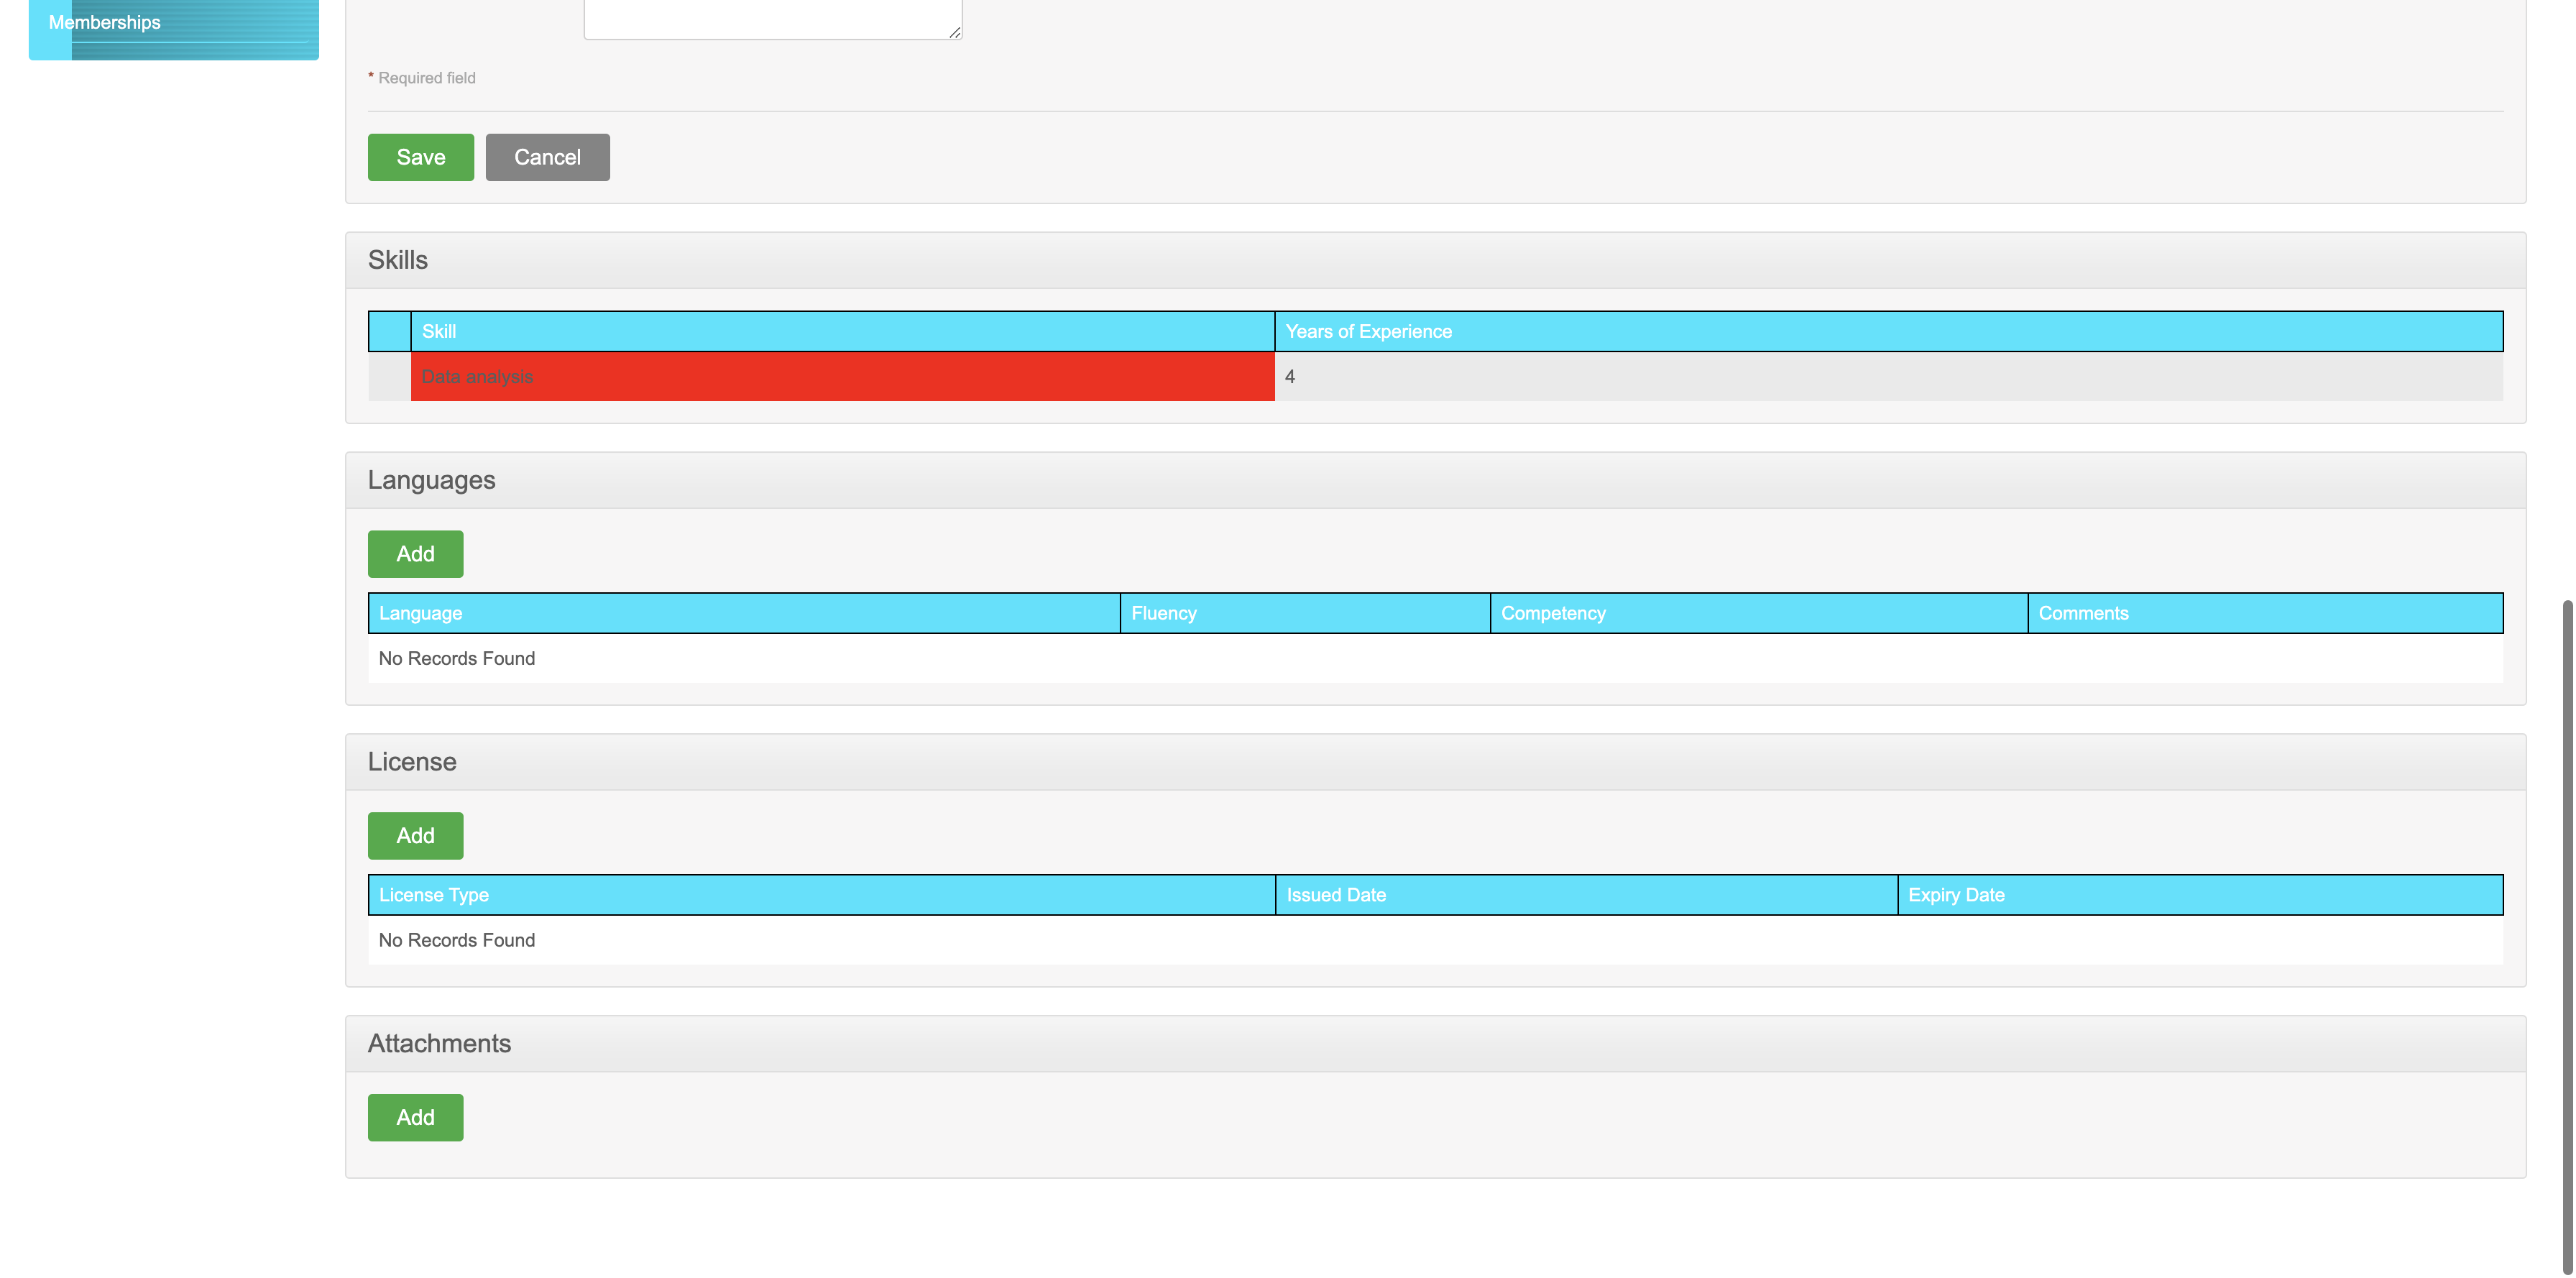 Memberships
* Required field
Save Cancel
Skills
Skill Years of Experience
Data analysis 4
Languages
Add
Language Fluency Competency Comments
No Records Found
License
Add
License Type Issued Date Expiry Date
No Records Found
Attachments
Add